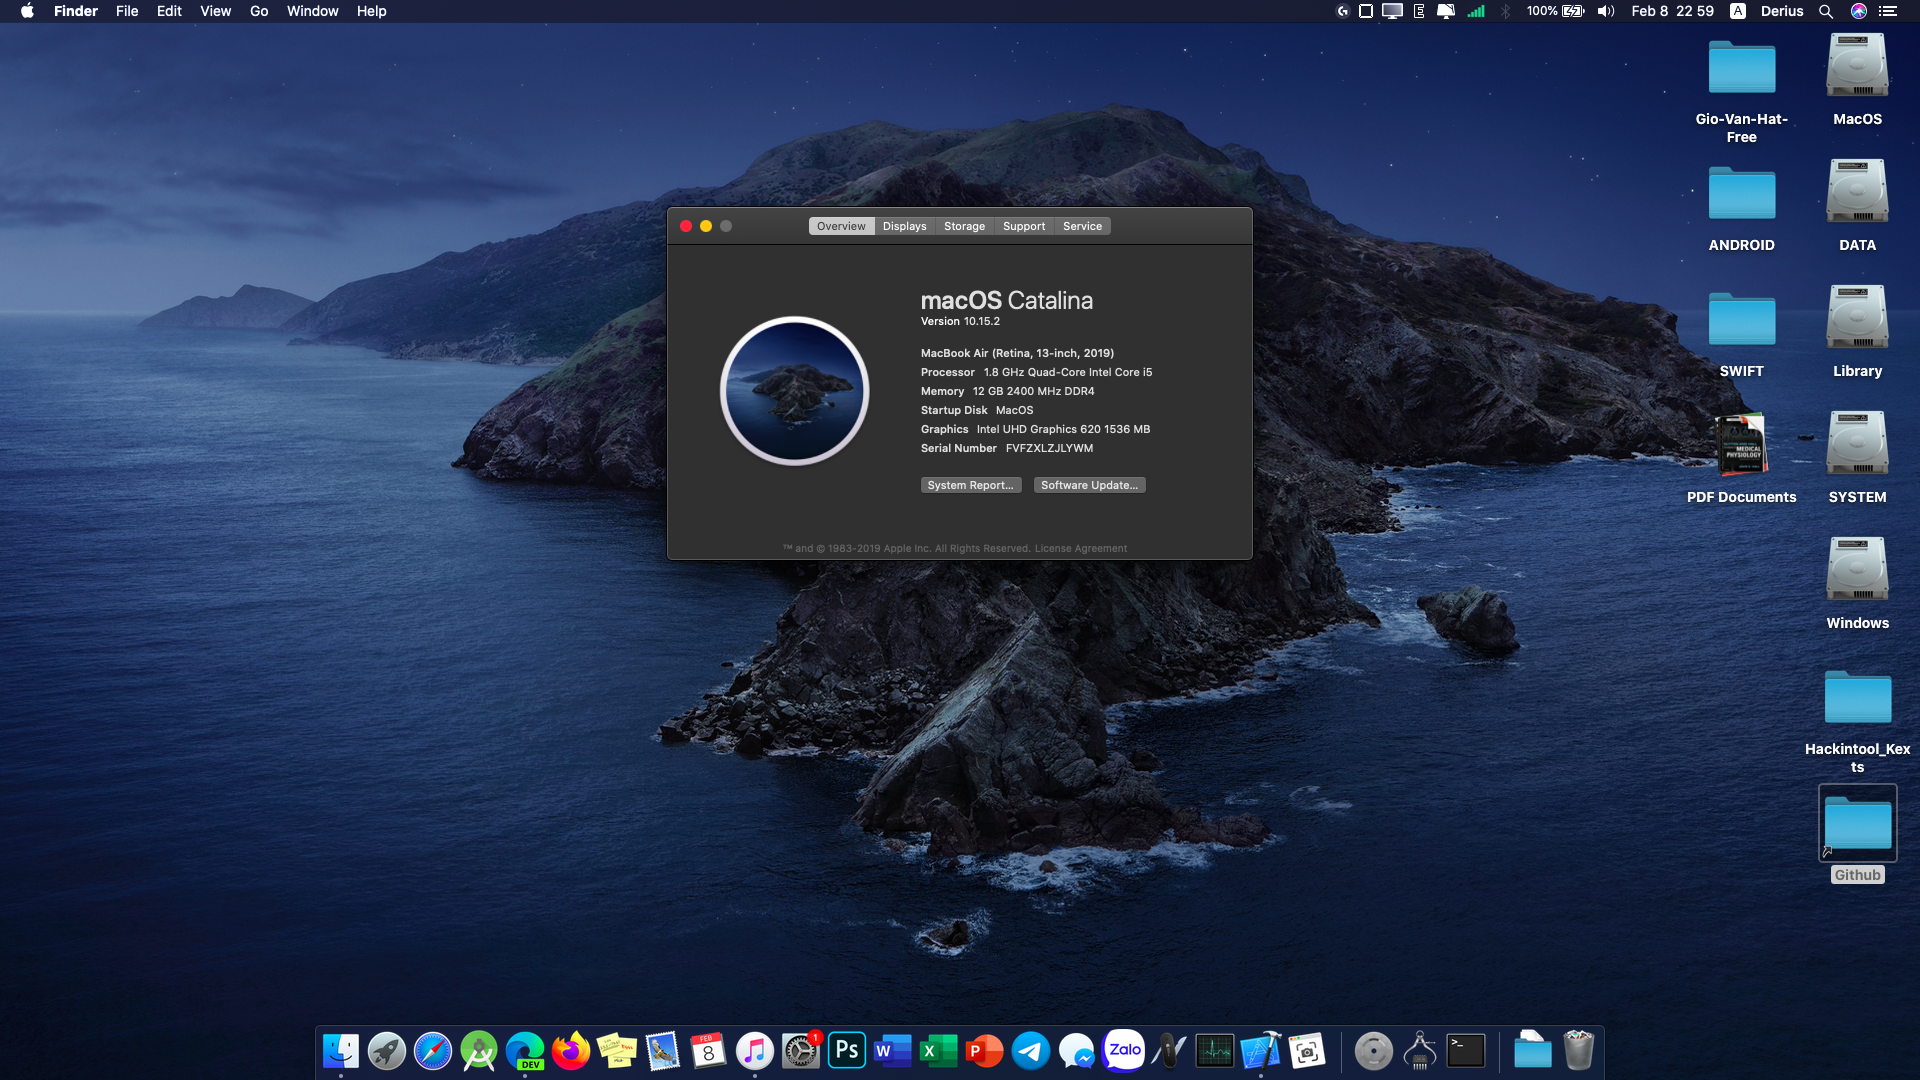 Finder File Edit View Go Window Help
100% Feb 8 22 59 A Derius
Overview Displays Storage Support Service
macOS Catalina
Version 10.15.2
MacBook Air (Retina, 13-inch, 2019)
Processor 1.8 GHz Quad-Core Intel Core i5
Memory 12 GB 2400 MHz DDR4
Startup Disk MacOS
Graphics Intel UHD Graphics 620 1536 MB
Serial Number FVFZXLZJLYWM
System Report... Software Update...
™ and © 1983-2019 Apple Inc. All Rights Reserved. License Agreement
Gio-Van-Hat-
Free
MacOS
ANDROID
DATA
SWIFT
Library
MEDICAL
PHYSIOLOGY
PDF Documents
SYSTEM
Windows
Hackintool_Kex
ts
Github
DEV
FEB
8
1
Ps
W
X
P
Zalo
>_